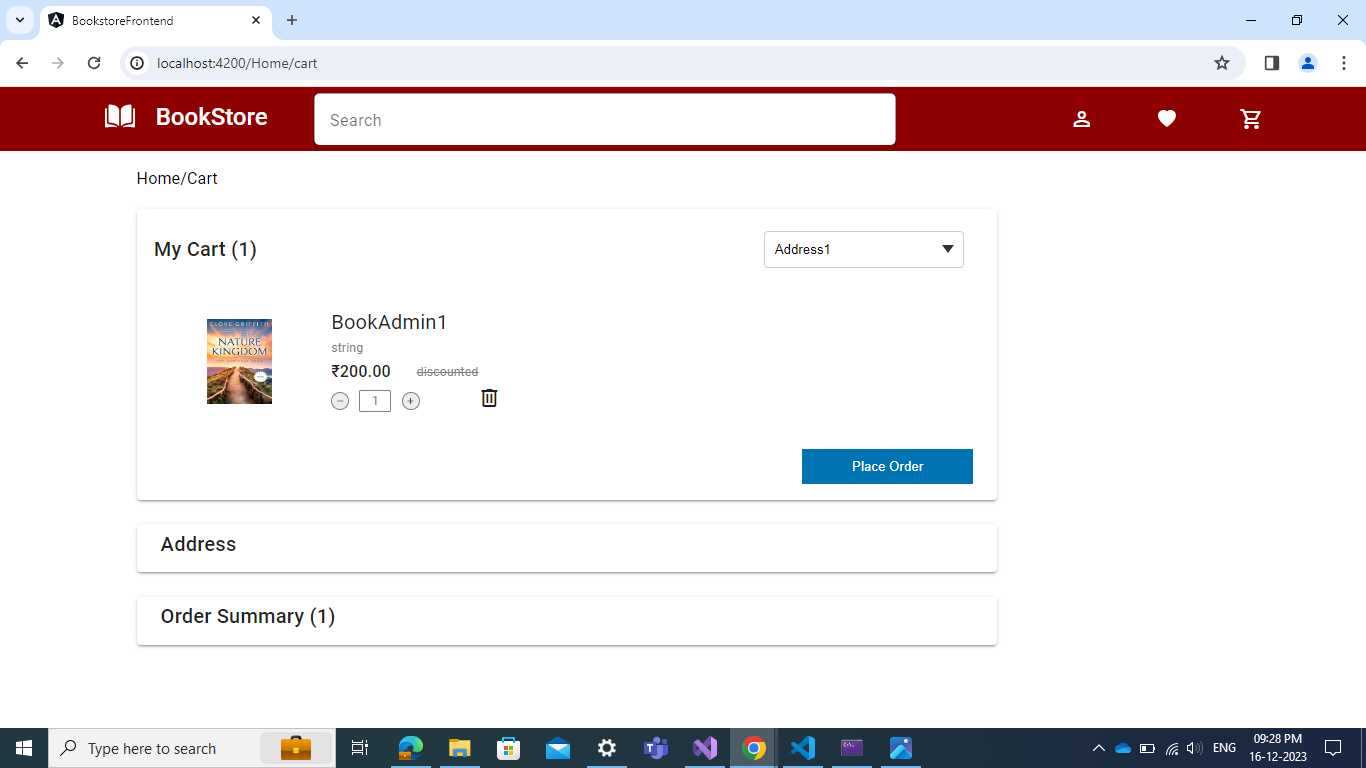 BookstoreFrontend
localhost:4200/Home/cart
BookStore
Search
Home/Cart
My Cart (1)
Address1
CLOVE GRIFFITH
NATURE
KINGDOM
BookAdmin1
string
₹200.00 discounted
1
Place Order
Address
Order Summary (1)
Type here to search
ENG
09:28 PM
16-12-2023